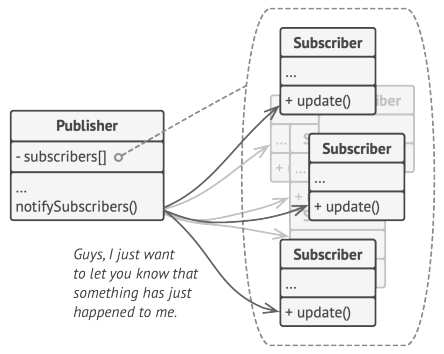 Subscriber
...
+ update()
Publisher
- subscribers[]
...
notifySubscribers()
Subscriber
...
+ update()
Guys, I just want
to let you know that
something has just
happened to me.
Subscriber
...
+ update()